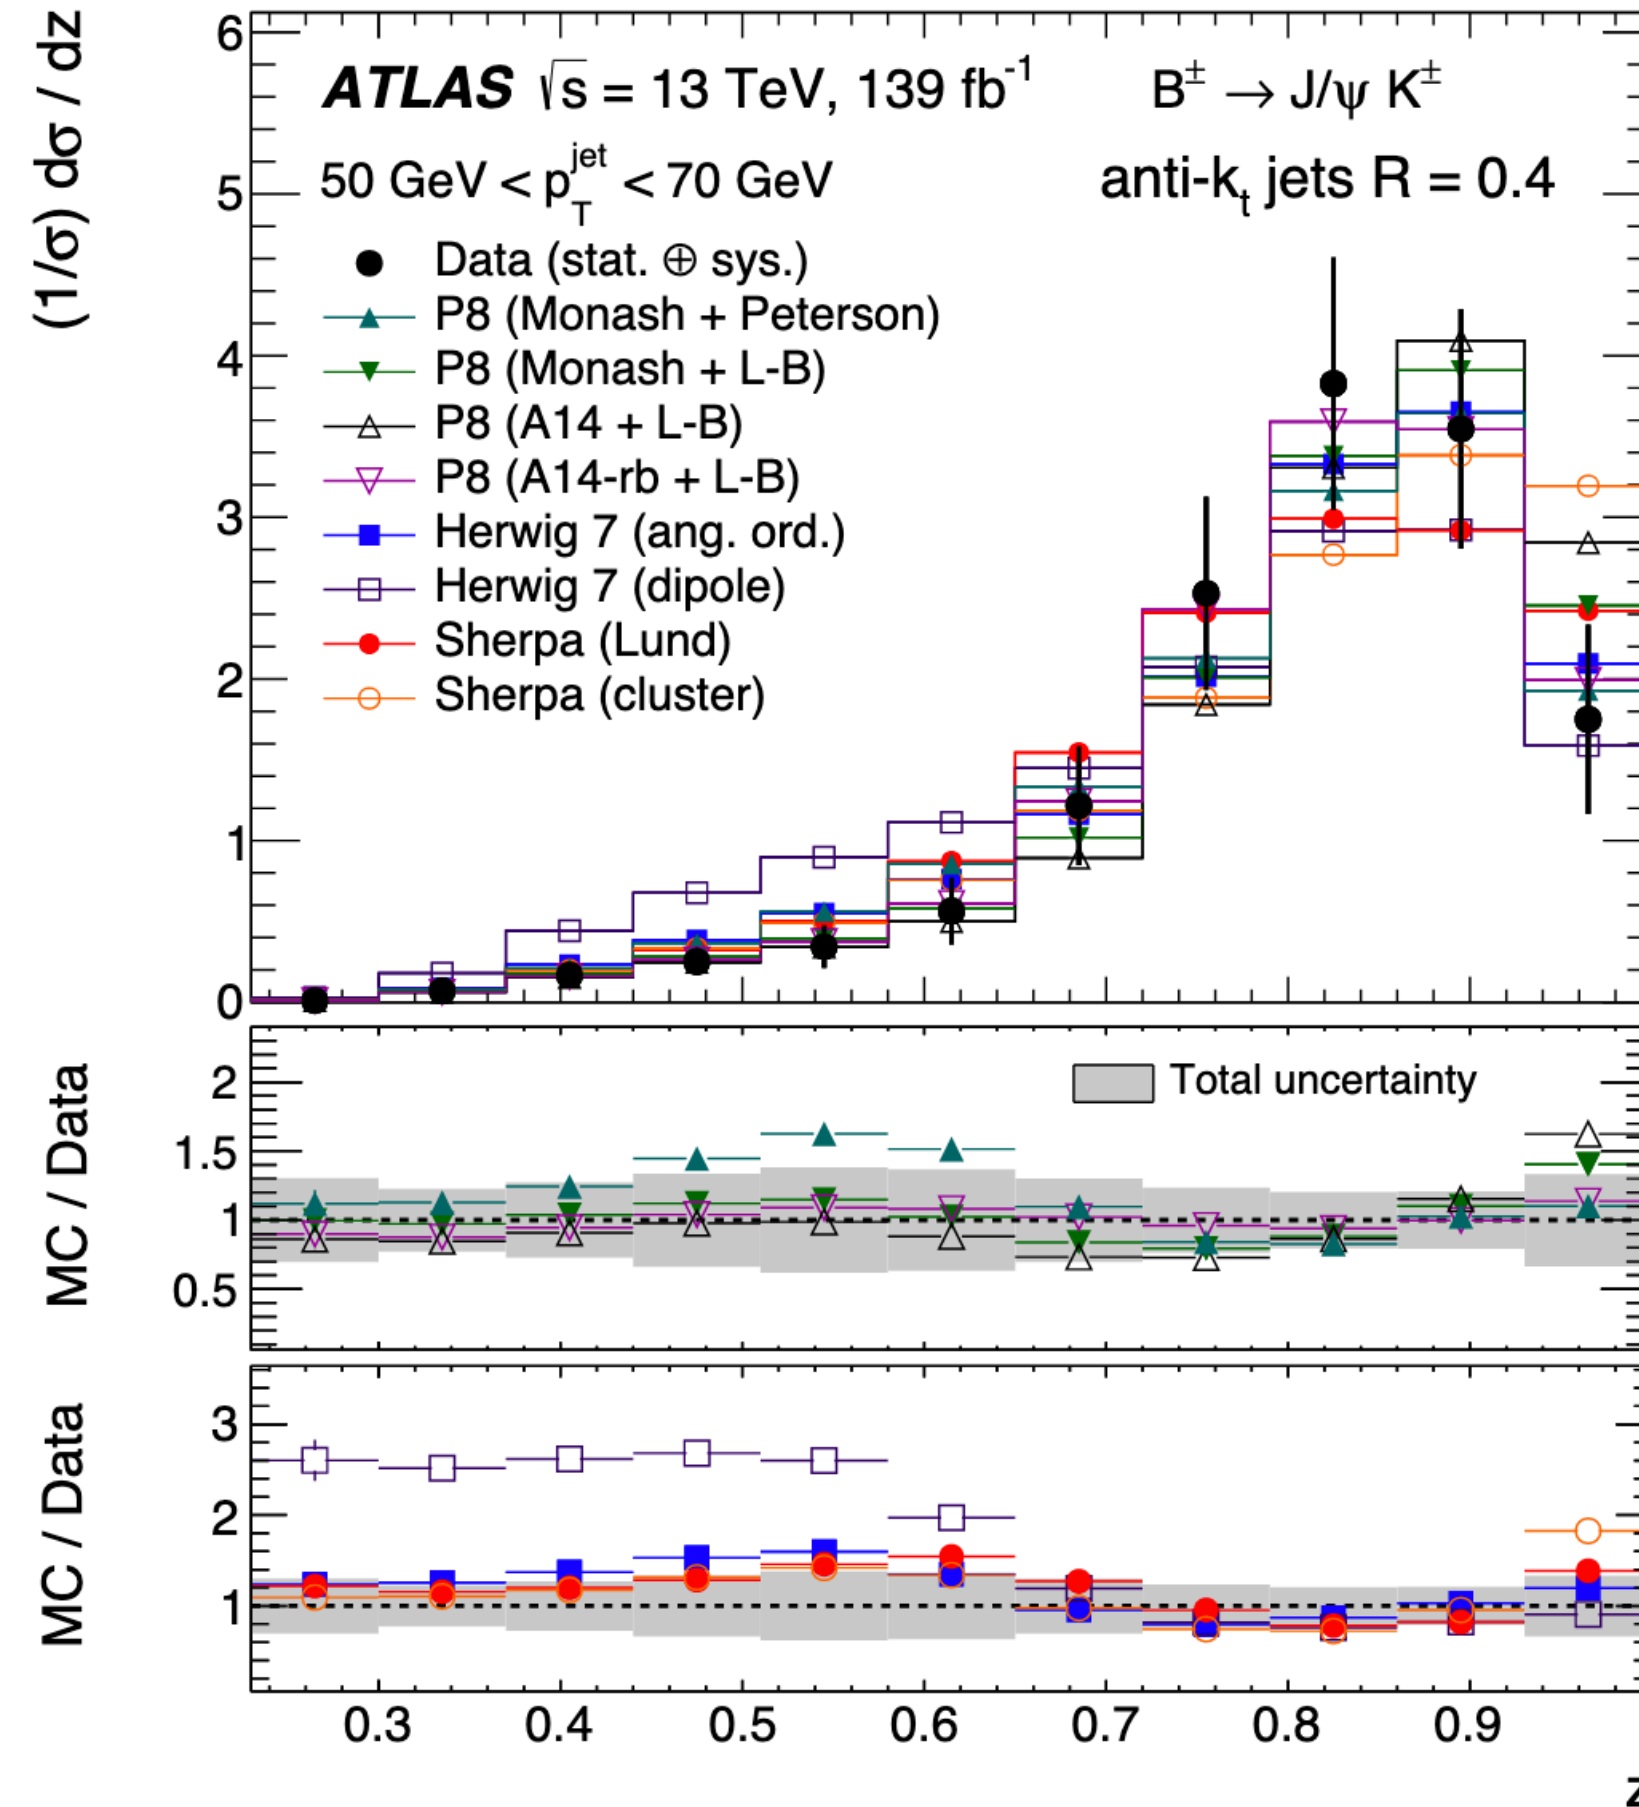 (1/σ) dσ / dz
6
5
4
3
2
1
0
ATLAS √s = 13 TeV, 139 fb⁻¹ B± → J/ψ K±
50 GeV < p_T^jet < 70 GeV anti-k_t jets R = 0.4
Data (stat. ⊕ sys.)
P8 (Monash + Peterson)
P8 (Monash + L-B)
P8 (A14 + L-B)
P8 (A14-rb + L-B)
Herwig 7 (ang. ord.)
Herwig 7 (dipole)
Sherpa (Lund)
Sherpa (cluster)
MC / Data
2
1.5
1
0.5
Total uncertainty
MC / Data
3
2
1
0.3 0.4 0.5 0.6 0.7 0.8 0.9
z